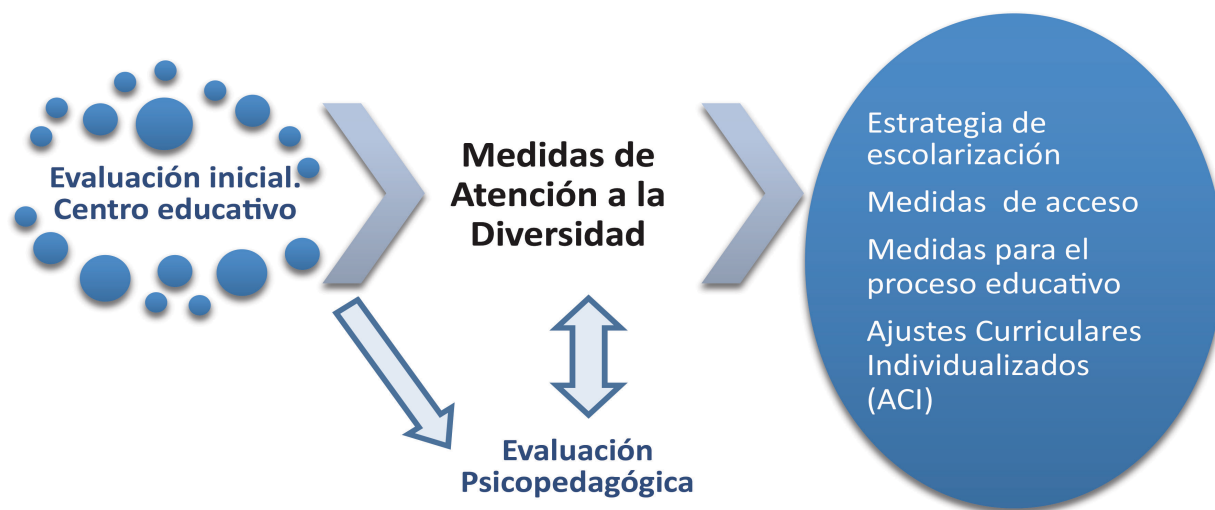 Evaluación inicial.
Centro educativo
Medidas de
Atención a la
Diversidad
Evaluación
Psicopedagógica
Estrategia de
escolarización
Medidas  de acceso
Medidas para el
proceso educativo
Ajustes Curriculares
Individualizados
(ACI)